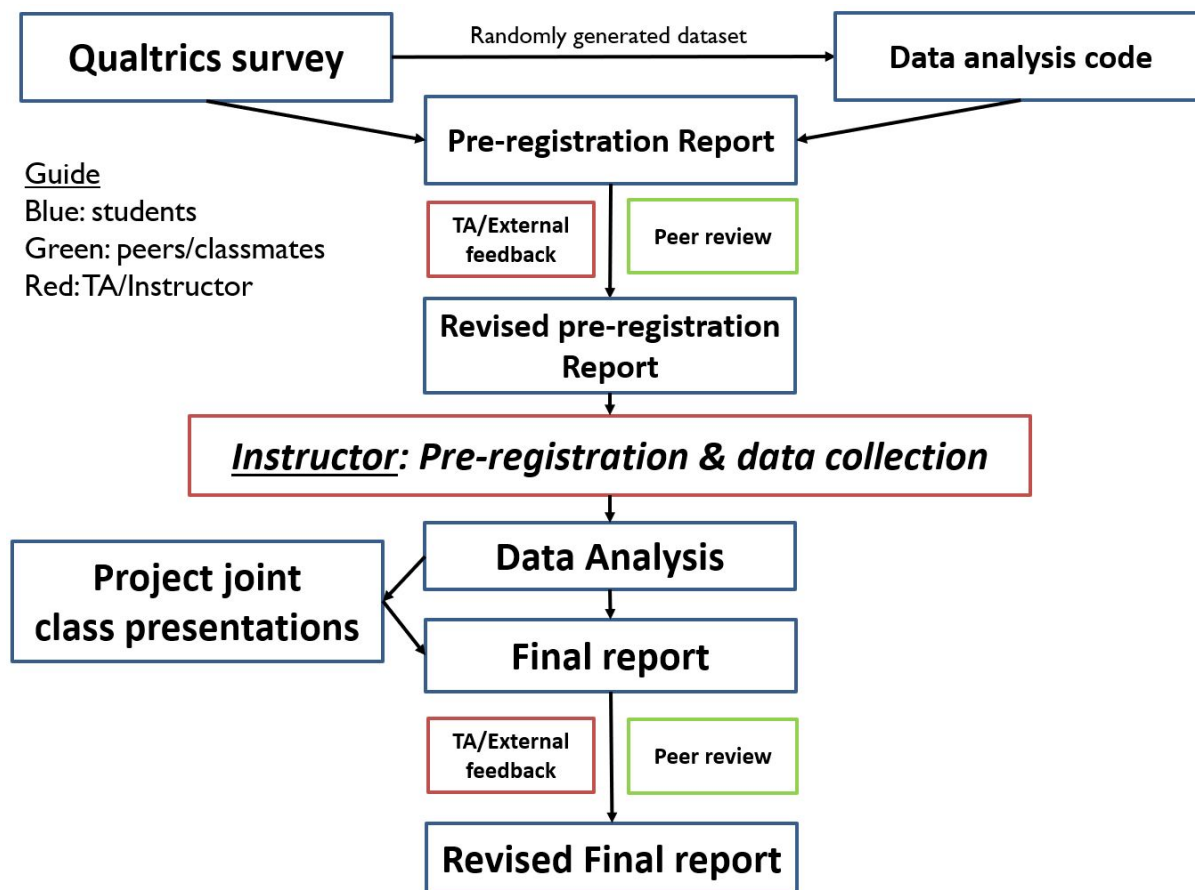 Qualtrics survey
Randomly generated dataset
Data analysis code
Pre-registration Report
Guide
Blue: students
Green: peers/classmates
Red: TA/Instructor
TA/External
feedback
Peer review
Revised pre-registration
Report
Instructor: Pre-registration & data collection
Data Analysis
Project joint
class presentations
Final report
TA/External
feedback
Peer review
Revised Final report